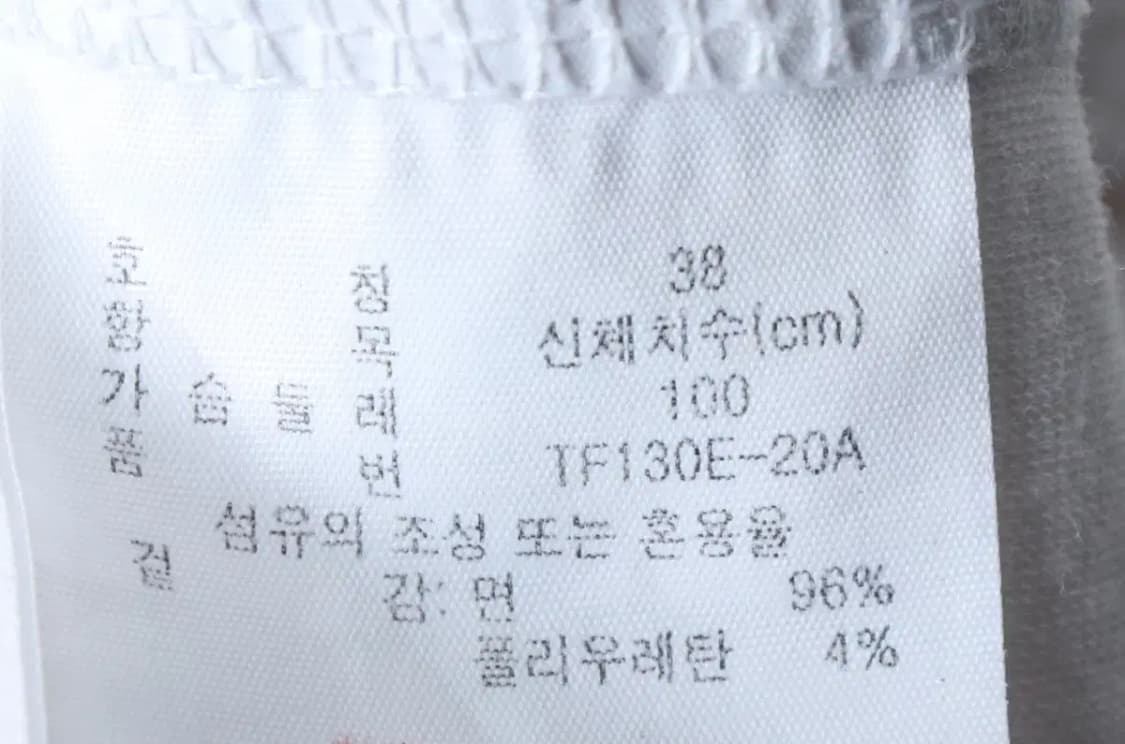 호 칭 38
항 목 신체치수(cm)
가 슴 둘 레 100
품 번 TF130E-20A
섬유의 조성 또는 혼용율
겉 감: 면 96%
폴리우레탄 4%